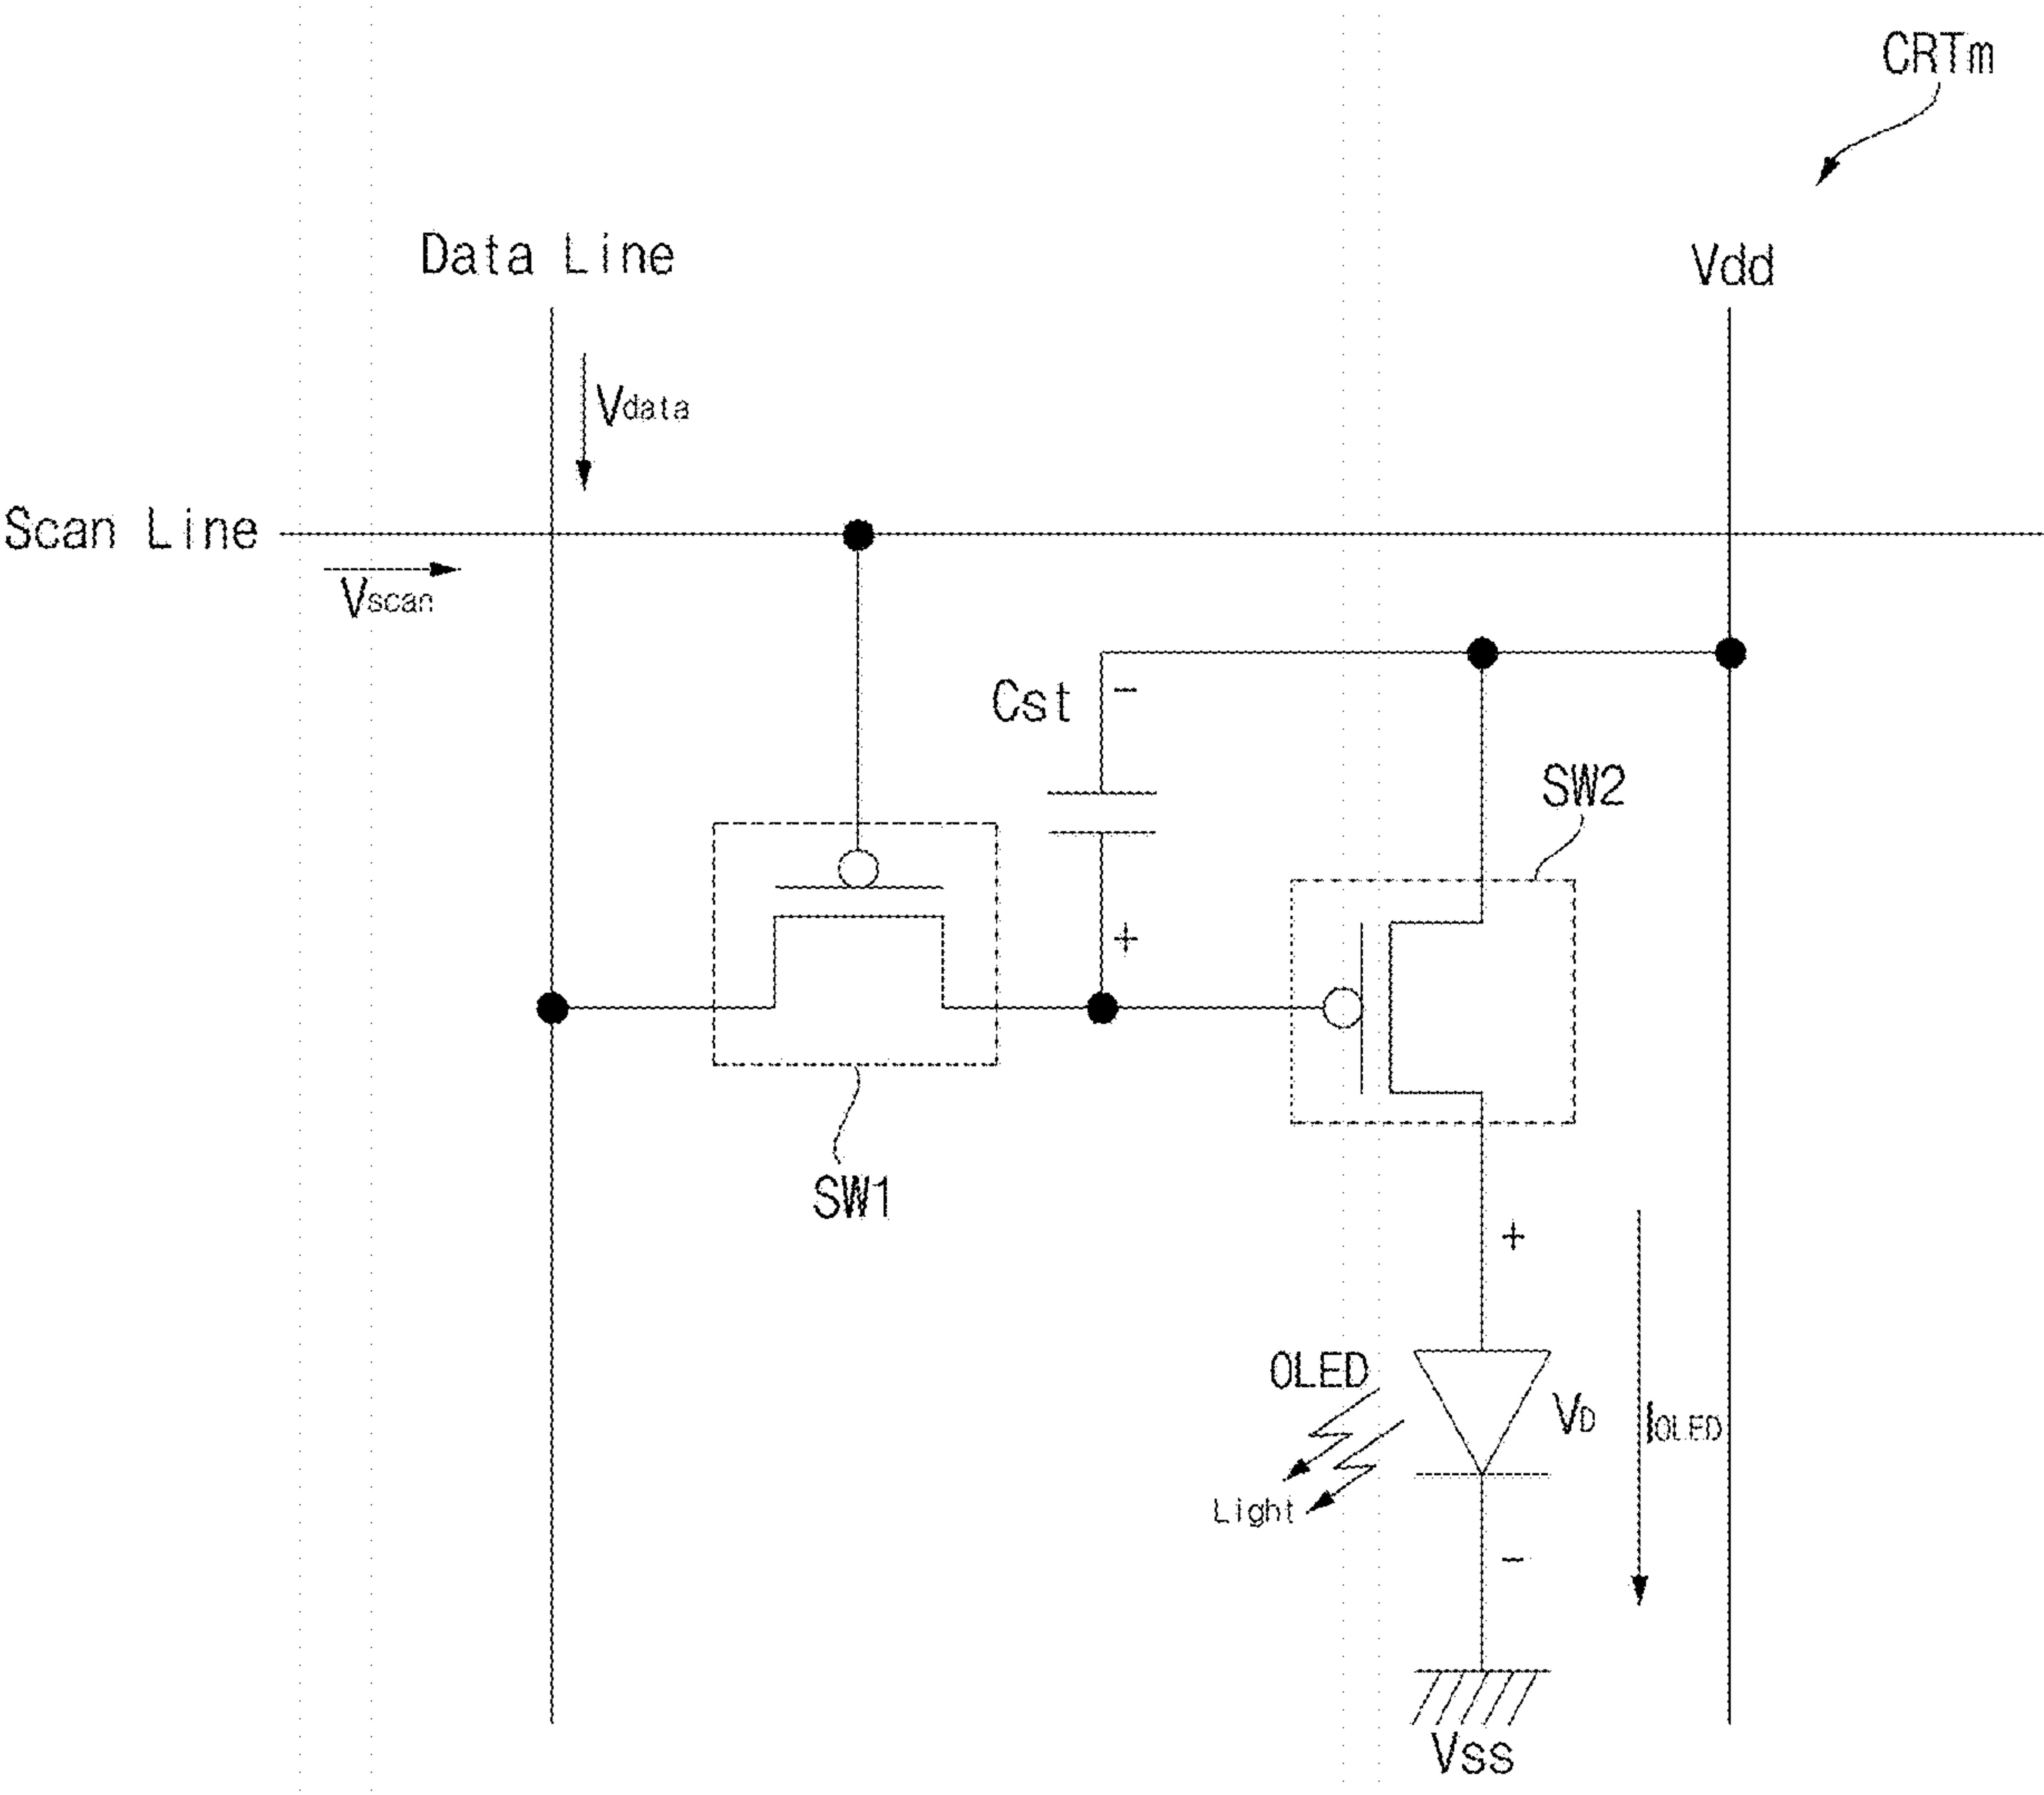 CRTm
Data Line
Vdd
Vdata
Scan Line
Vscan
Cst
-
SW2
+
SW1
+
OLED
VD
IOLED
Light
-
Vss